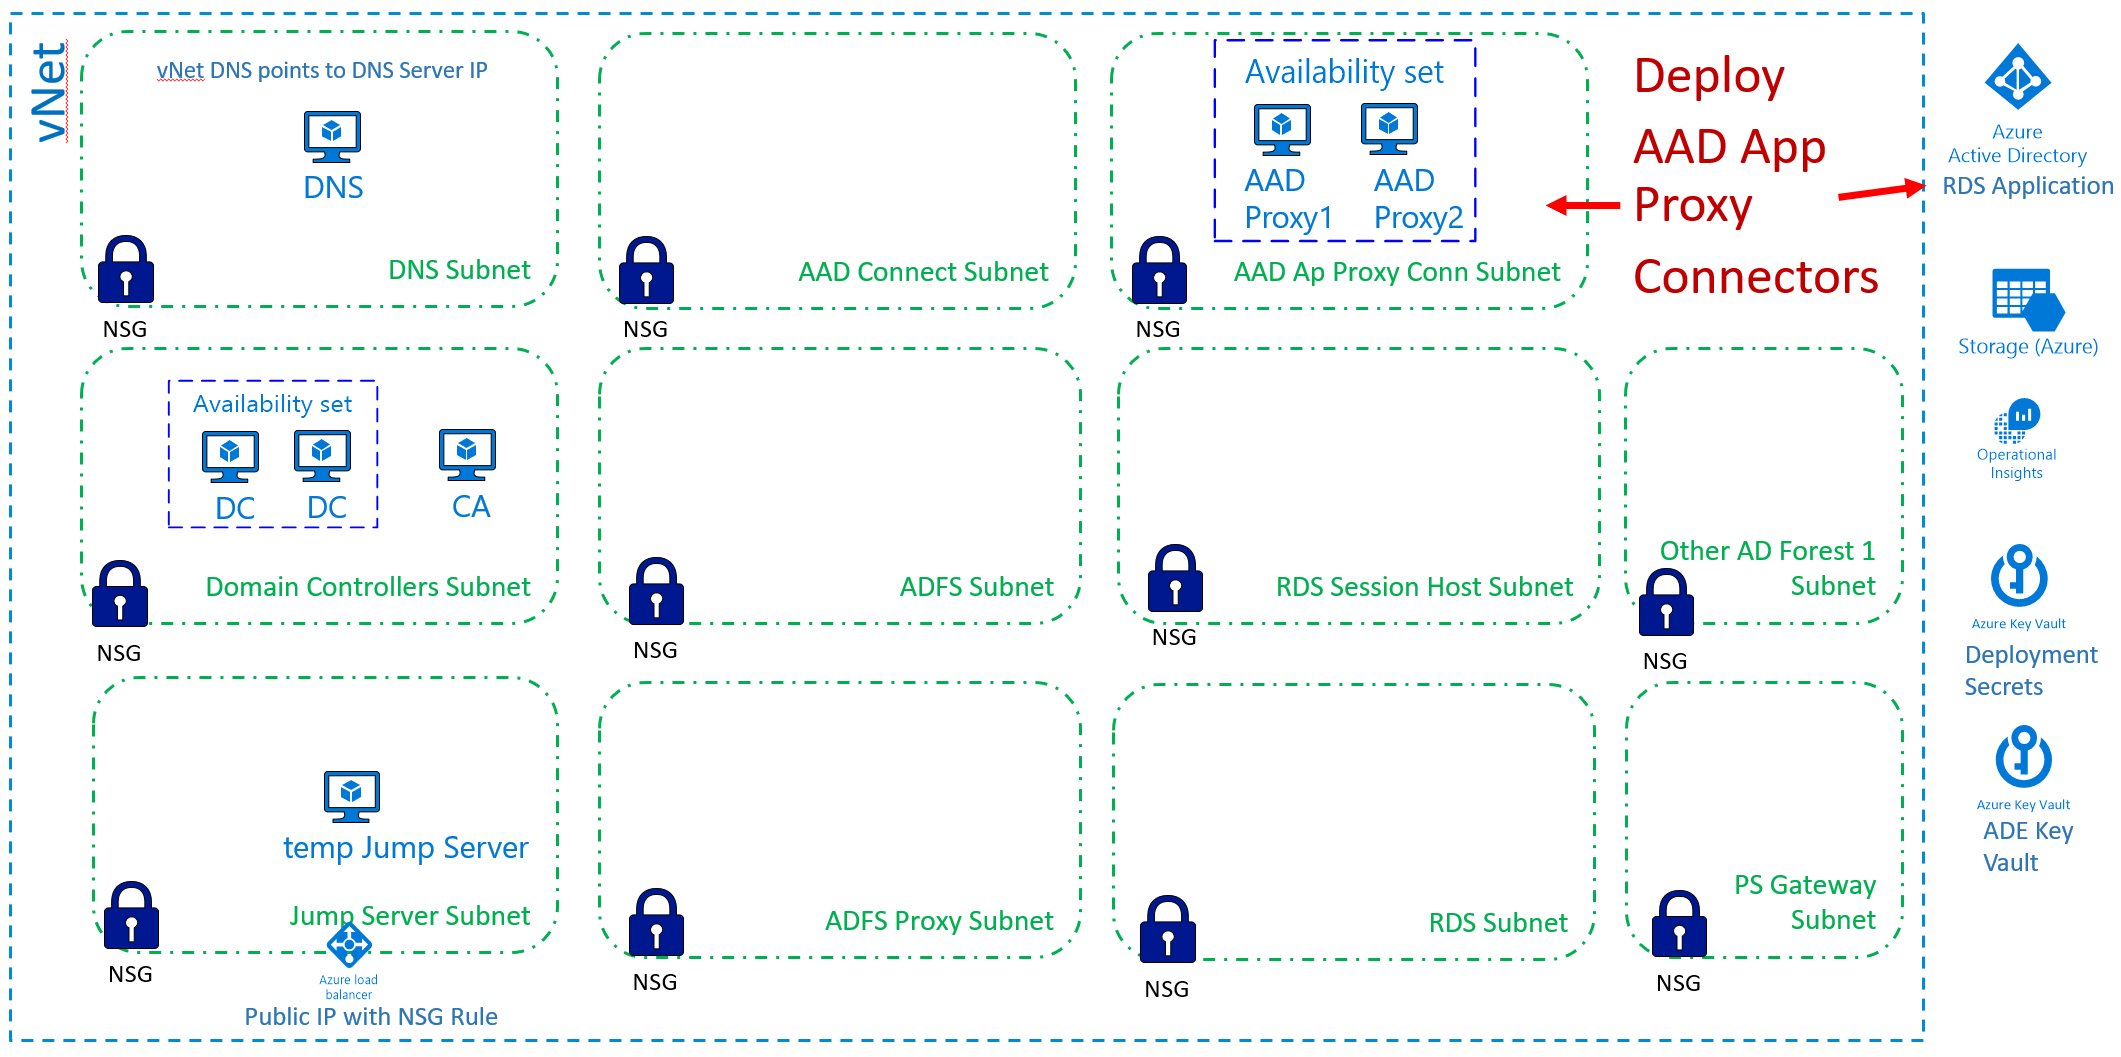 vNet
vNet DNS points to DNS Server IP
DNS
DNS Subnet
NSG
AAD Connect Subnet
NSG
Availability set
AAD
Proxy1
AAD
Proxy2
AAD Ap Proxy Conn Subnet
NSG
Deploy
AAD App
Proxy
Connectors
Azure
Active Directory
RDS Application
Storage (Azure)
Operational
Insights
Azure Key Vault
Deployment
Secrets
Azure Key Vault
ADE Key
Vault
Availability set
DC
DC
CA
Domain Controllers Subnet
NSG
ADFS Subnet
NSG
RDS Session Host Subnet
NSG
Other AD Forest 1
Subnet
NSG
temp Jump Server
Jump Server Subnet
NSG
Azure load
balancer
Public IP with NSG Rule
ADFS Proxy Subnet
NSG
RDS Subnet
NSG
PS Gateway
Subnet
NSG